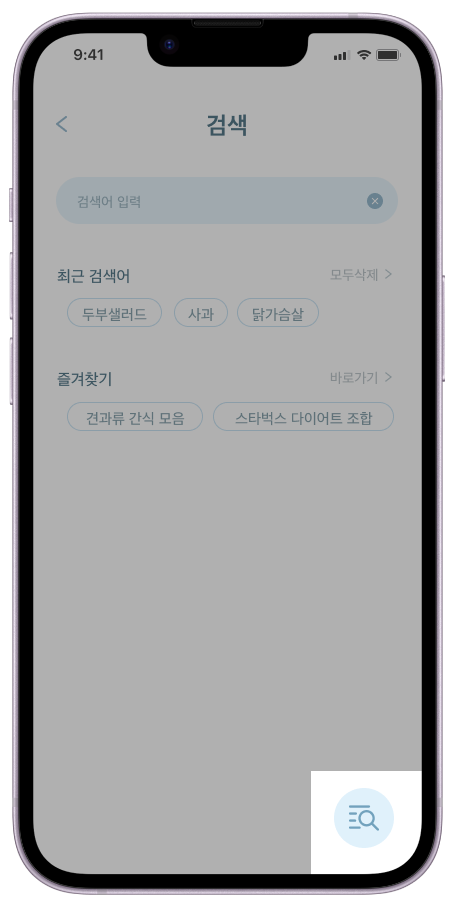 9:41
검색
검색어 입력
최근 검색어 모두삭제
두부샐러드 사과 닭가슴살
즐겨찾기 바로가기
견과류 간식 모음 스타벅스 다이어트 조합